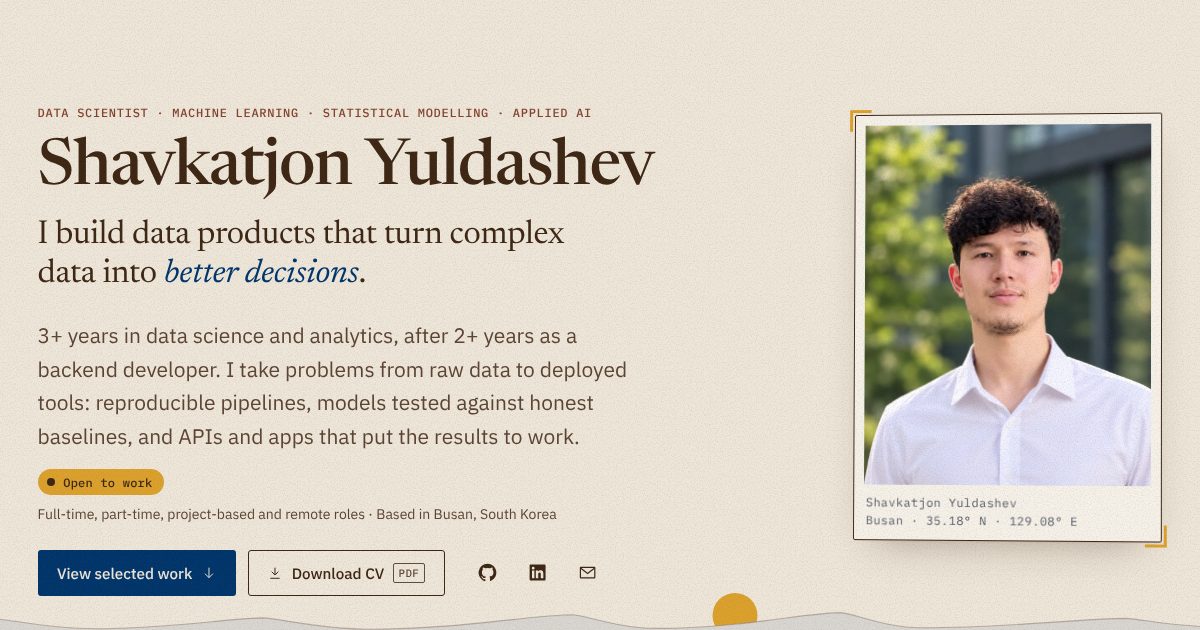 DATA SCIENTIST · MACHINE LEARNING · STATISTICAL MODELLING · APPLIED AI
Shavkatjon Yuldashev
I build data products that turn complex
data into better decisions.
3+ years in data science and analytics, after 2+ years as a
backend developer. I take problems from raw data to deployed
tools: reproducible pipelines, models tested against honest
baselines, and APIs and apps that put the results to work.
Open to work
Full-time, part-time, project-based and remote roles · Based in Busan, South Korea
View selected work ↓
Download CV PDF
in
Shavkatjon Yuldashev
Busan · 35.18° N · 129.08° E